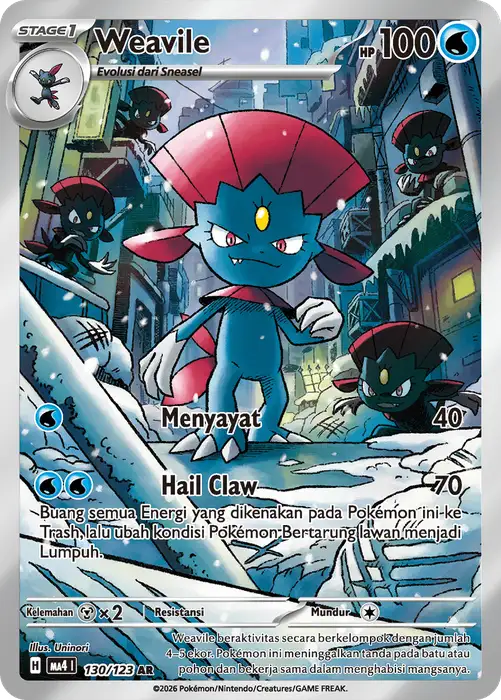 STAGE1
Weavile
HP 100
Evolusi dari Sneasel
Menyayat 40
Hail Claw 70
Buang semua Energi yang dikenakan pada Pokémon ini ke
Trash, lalu ubah kondisi Pokémon Bertarung lawan menjadi
Lumpuh.
Kelemahan ×2 Resistansi Mundur
Illus. Uninori
H MA4 I 130/123 AR
Weavile beraktivitas secara berkelompok dengan jumlah
4–5 ekor. Pokémon ini meninggalkan tanda pada batu atau
pohon dan bekerja sama dalam menghabisi mangsanya.
©2026 Pokémon/Nintendo/Creatures/GAME FREAK.